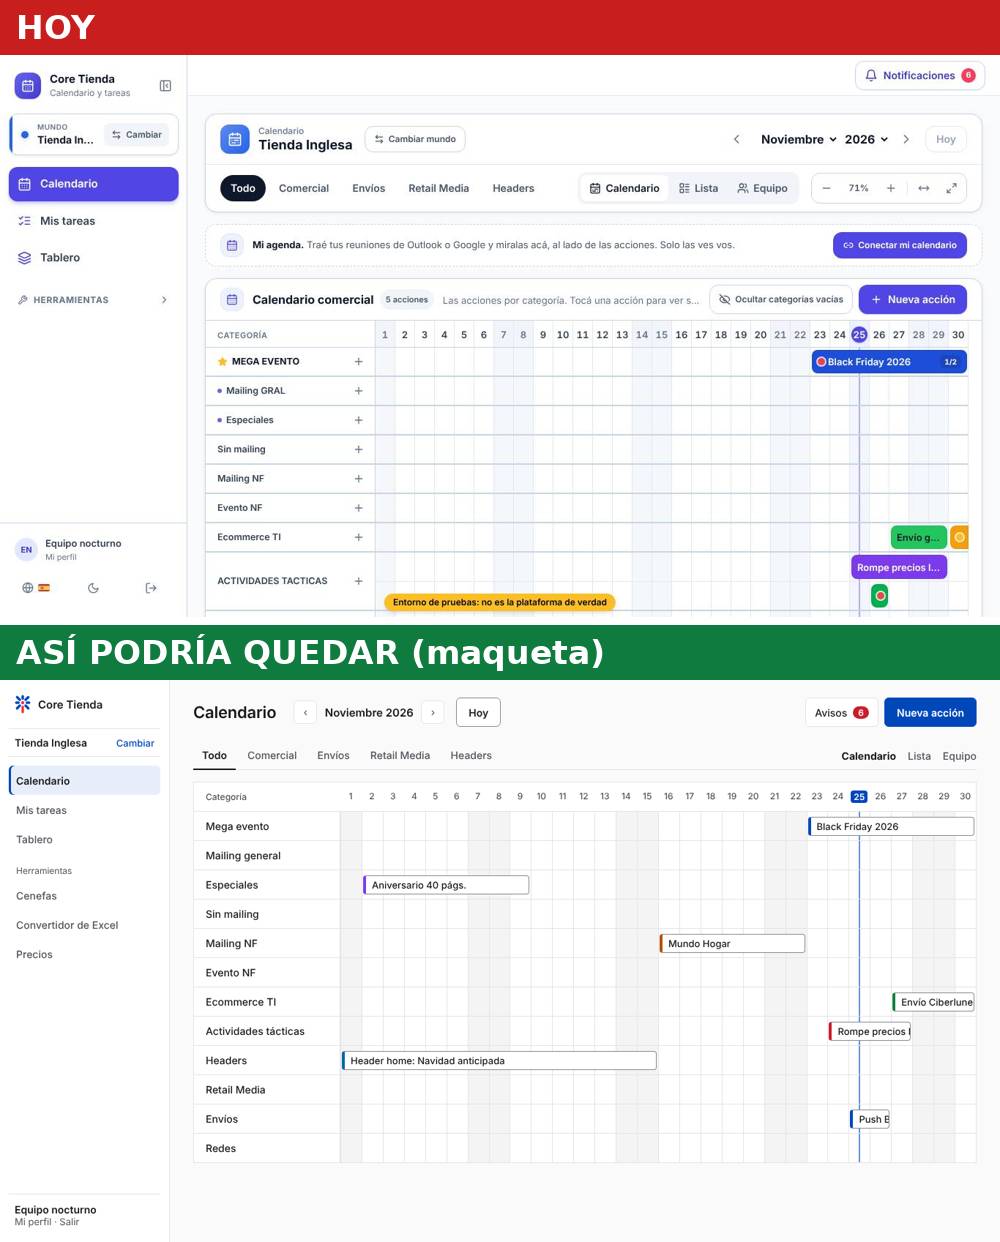 HOY
Core Tienda
Calendario y tareas
Notificaciones 6
MUNDO
Tienda In... Cambiar
Calendario
Tienda Inglesa Cambiar mundo
Noviembre 2026 Hoy
Calendario
Mis tareas
Tablero
HERRAMIENTAS
Todo Comercial Envíos Retail Media Headers
Calendario Lista Equipo
71%
Mi agenda. Traé tus reuniones de Outlook o Google y miralas acá, al lado de las acciones. Solo las ves vos.
Conectar mi calendario
Calendario comercial 5 acciones Las acciones por categoría. Tocá una acción para ver s...
Ocultar categorías vacías
Nueva acción
CATEGORÍA 1 2 3 4 5 6 7 8 9 10 11 12 13 14 15 16 17 18 19 20 21 22 23 24 25 26 27 28 29 30
MEGA EVENTO Black Friday 2026 1/2
Mailing GRAL
Especiales
Sin mailing
Mailing NF
Evento NF
Ecommerce TI Envío g...
Rompe precios I...
ACTIVIDADES TACTICAS
Entorno de pruebas: no es la plataforma de verdad
EN Equipo nocturno
Mi perfil
ASÍ PODRÍA QUEDAR (maqueta)
Core Tienda
Tienda Inglesa Cambiar
Calendario
Mis tareas
Tablero
Herramientas
Cenefas
Convertidor de Excel
Precios
Equipo nocturno
Mi perfil · Salir
Calendario ‹ Noviembre 2026 › Hoy
Avisos 6
Nueva acción
Todo Comercial Envíos Retail Media Headers
Calendario Lista Equipo
Categoría 1 2 3 4 5 6 7 8 9 10 11 12 13 14 15 16 17 18 19 20 21 22 23 24 25 26 27 28 29 30
Mega evento Black Friday 2026
Mailing general
Especiales Aniversario 40 págs.
Sin mailing
Mailing NF Mundo Hogar
Evento NF
Ecommerce TI Envío Ciberlune
Actividades tácticas Rompe precios
Headers Header home: Navidad anticipada
Retail Media
Envíos Push
Redes